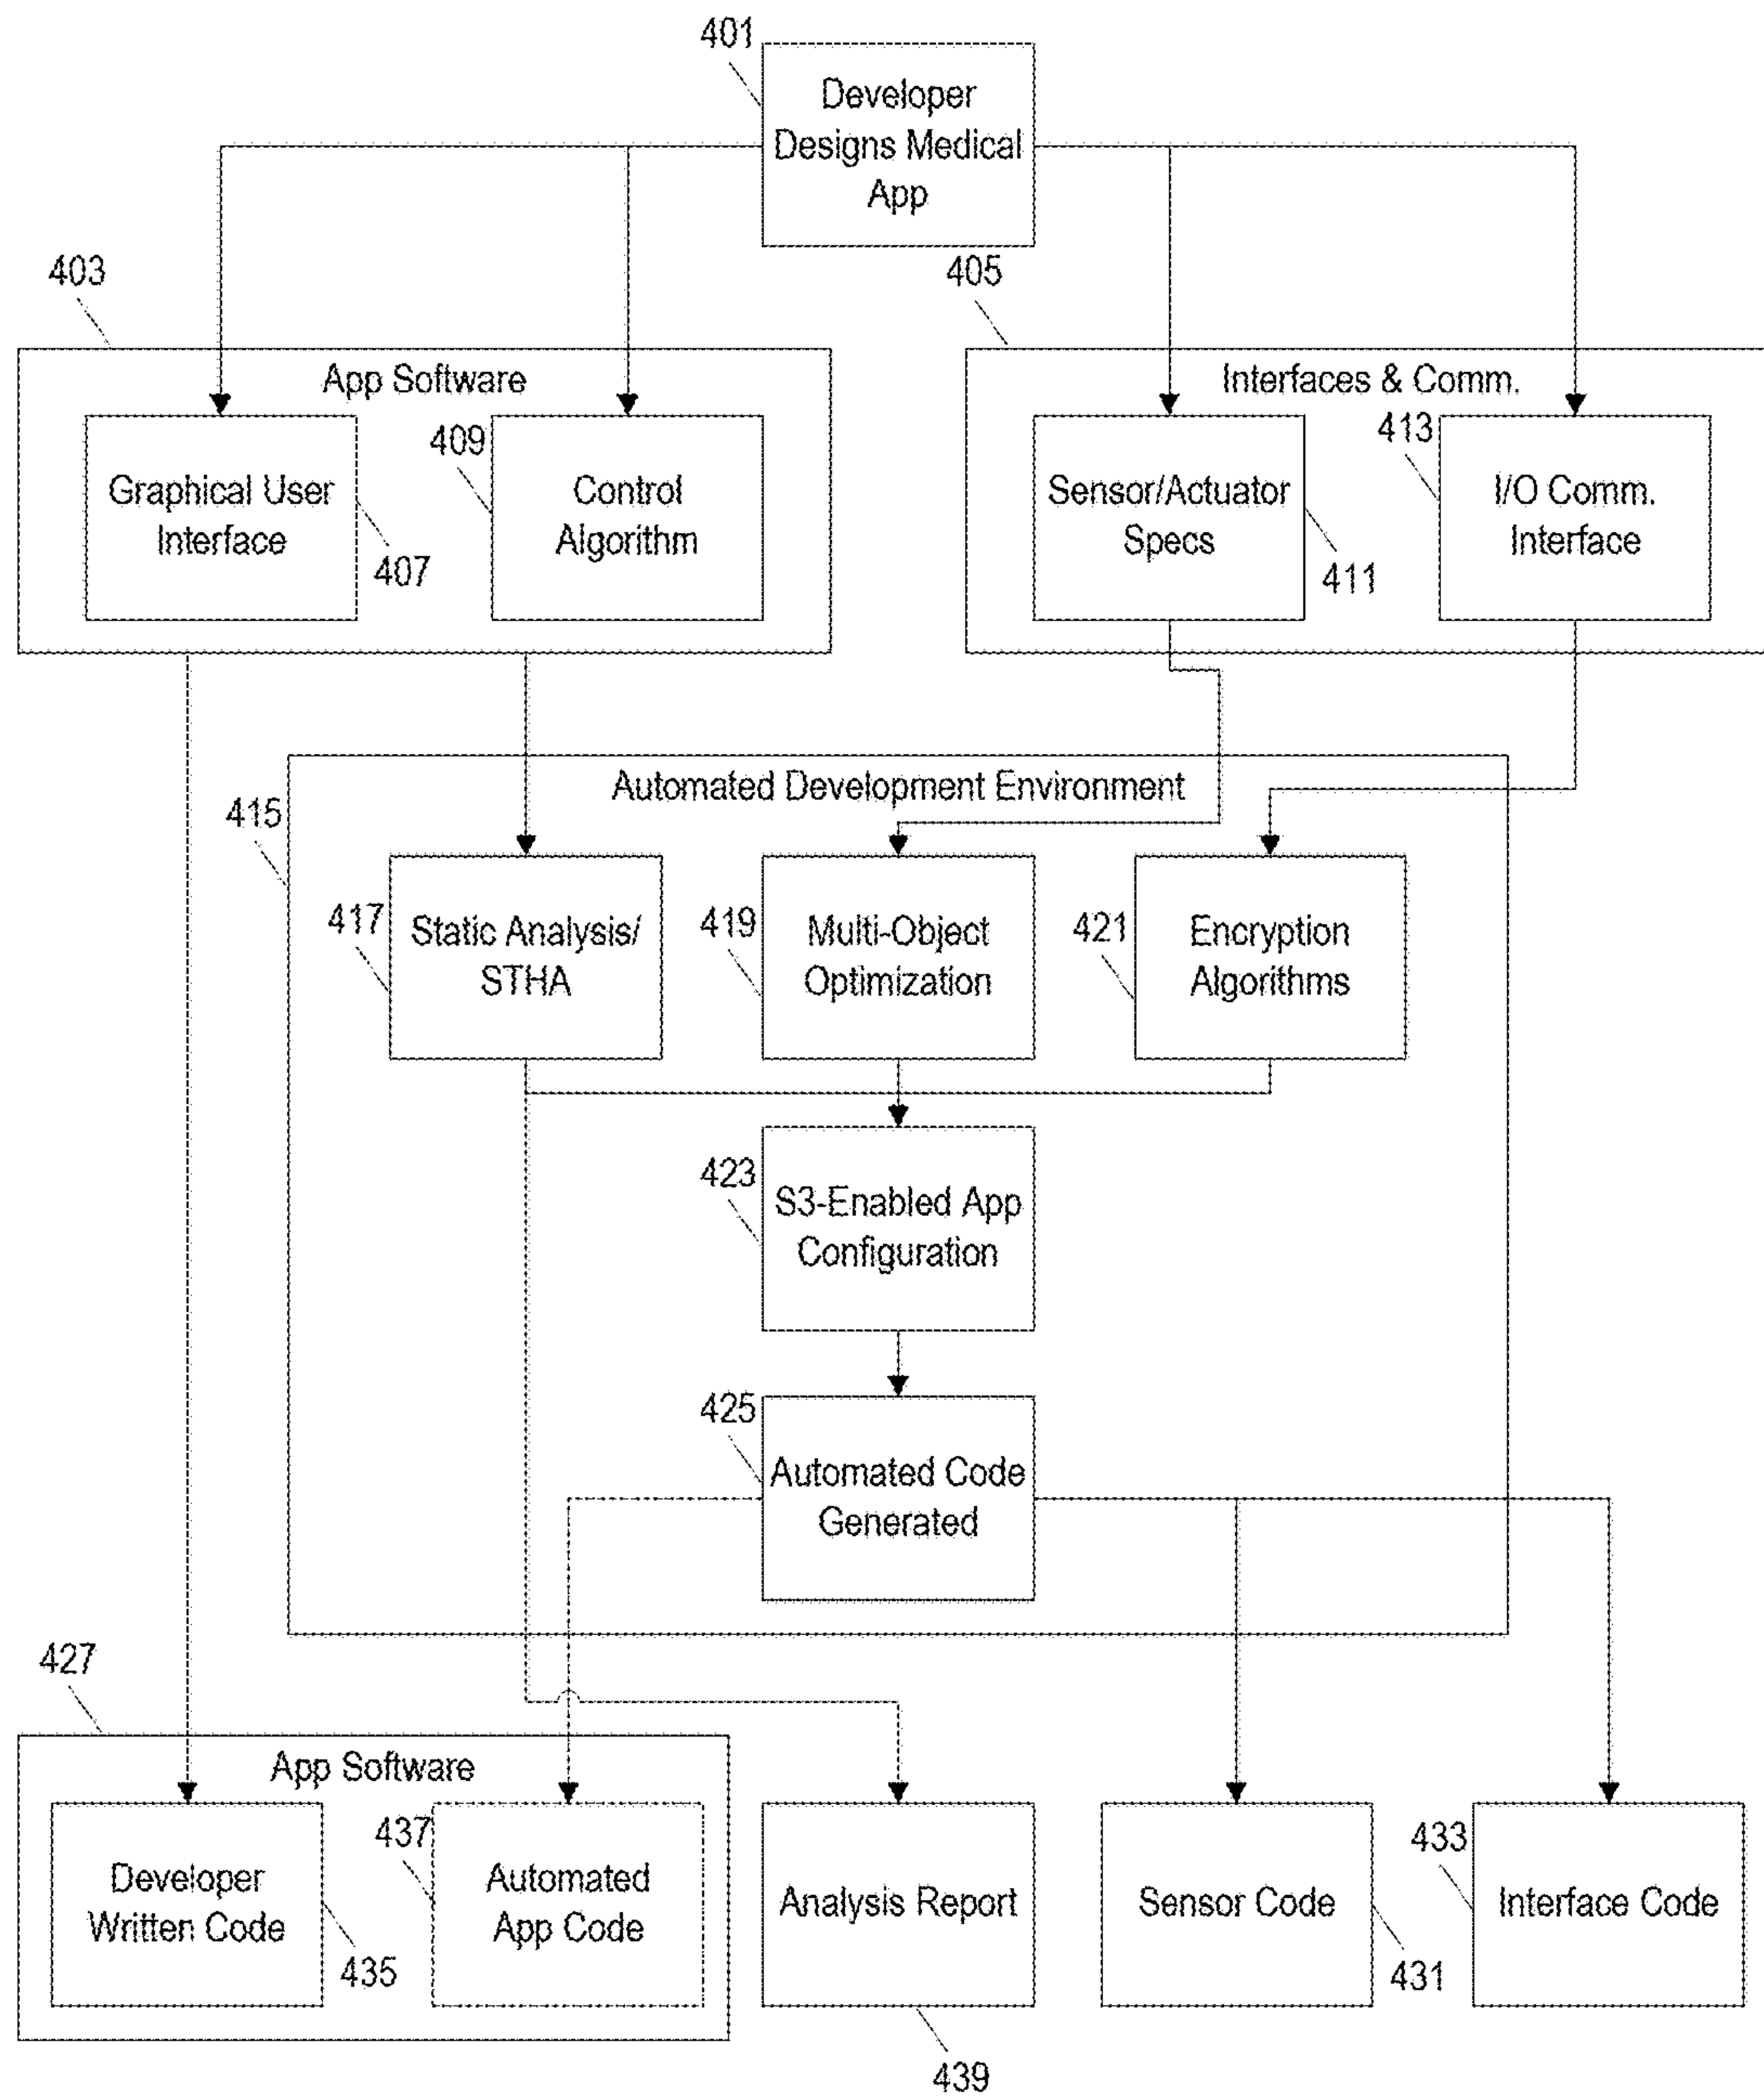 401
Developer
Designs Medical
App
403
405
App Software
Interfaces & Comm.
Graphical User
Interface
407
409
Control
Algorithm
Sensor/Actuator
Specs
411
413
I/O Comm.
Interface
415
Automated Development Environment
417
Static Analysis/
STHA
419
Multi-Object
Optimization
421
Encryption
Algorithms
423
S3-Enabled App
Configuration
425
Automated Code
Generated
427
App Software
Developer
Written Code
435
437
Automated
App Code
Analysis Report
439
Sensor Code
431
433
Interface Code